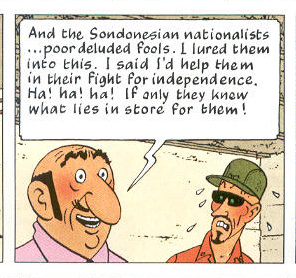 And the Sondonesian nationalists
...poor deluded fools. I lured them
into this. I said I'd help them
in their fight for independence.
Ha! ha! ha! If only they knew
what lies in store for them!